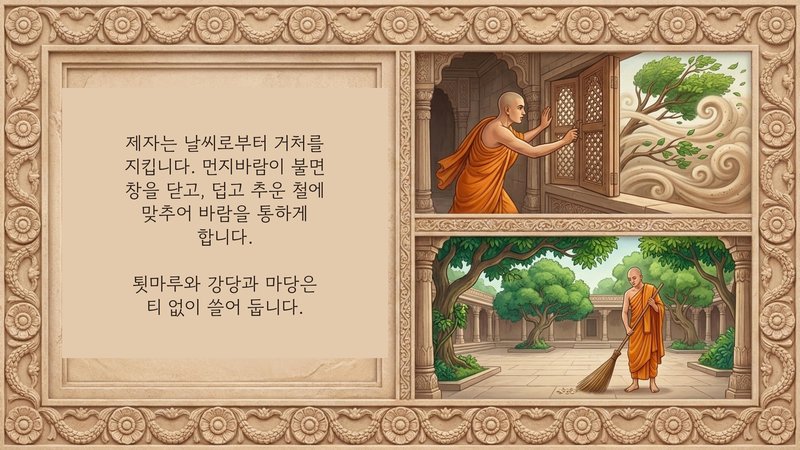 제자는 날씨로부터 거처를
지킵니다. 먼지바람이 불면
창을 닫고, 덥고 추운 철에
맞추어 바람을 통하게
합니다.
툇마루와 강당과 마당은
티 없이 쓸어 둡니다.